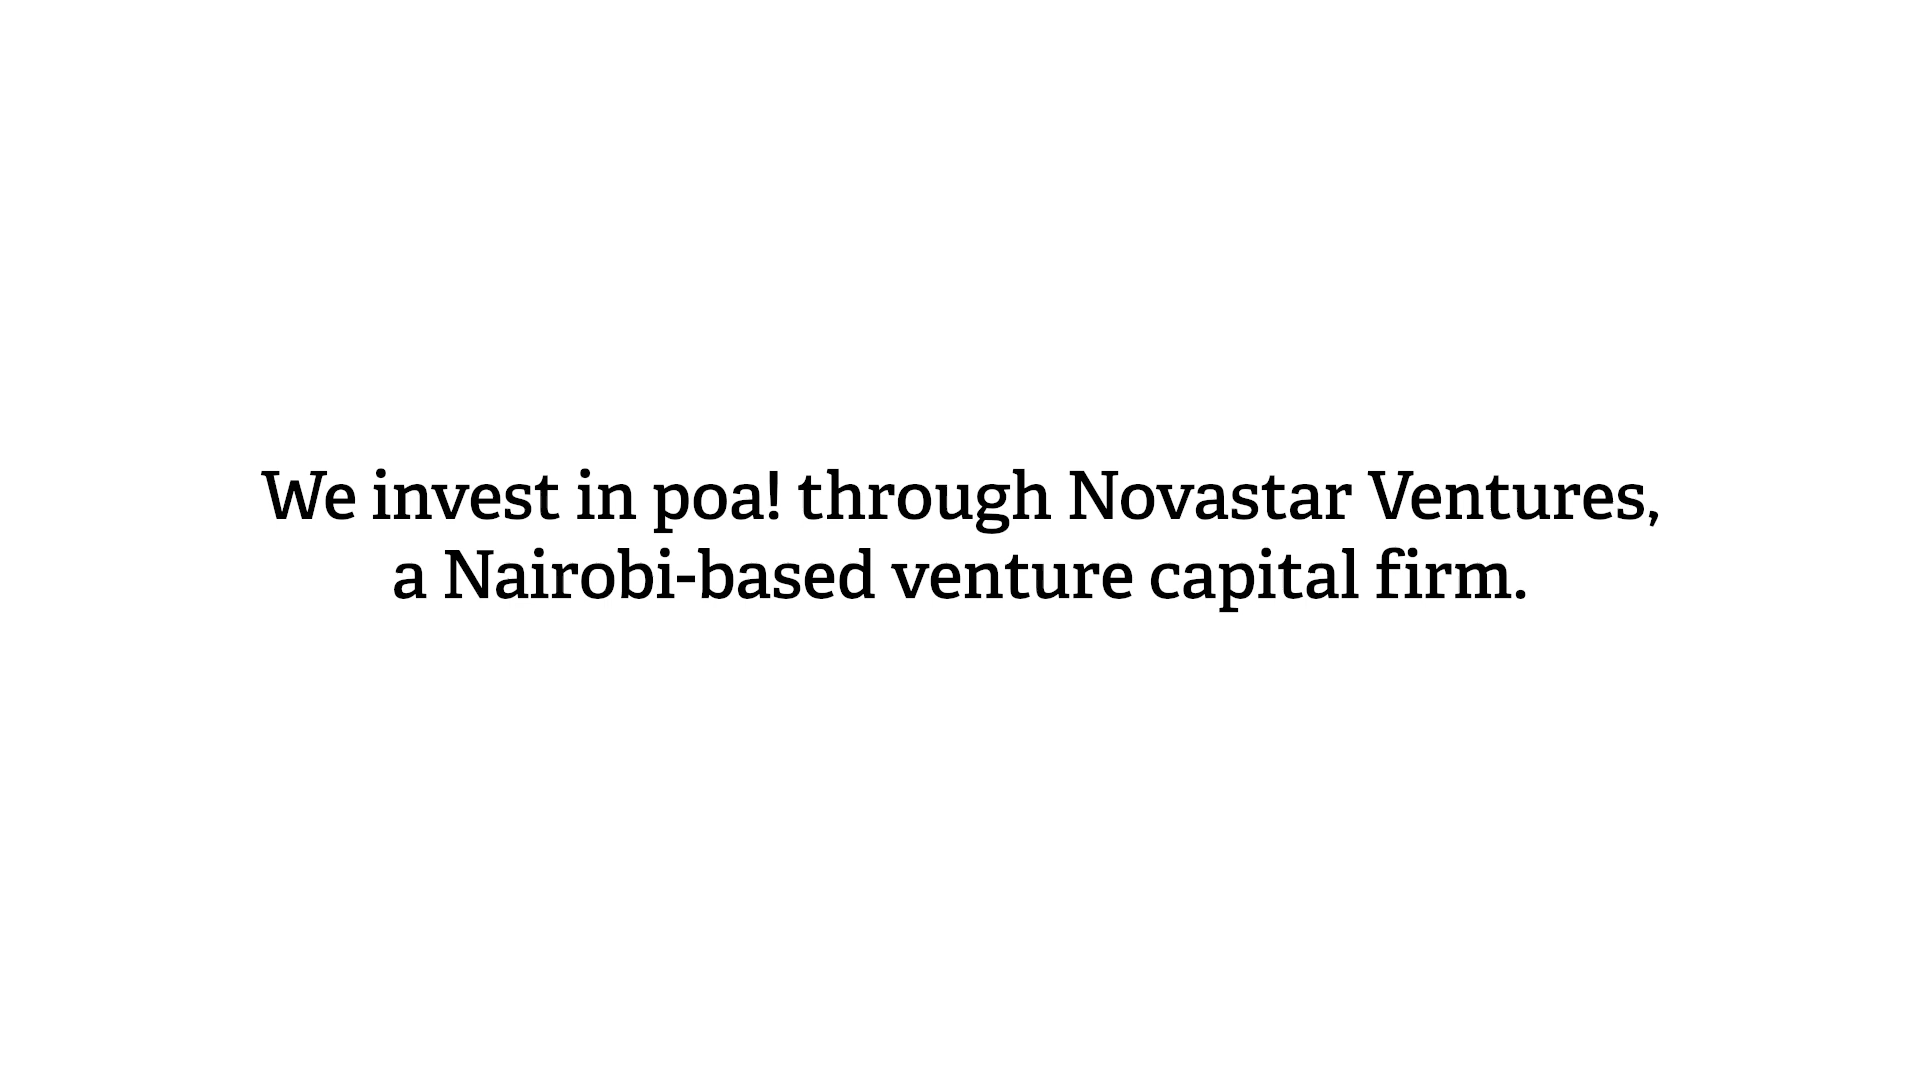 We invest in poa! through Novastar Ventures,
a Nairobi-based venture capital firm.